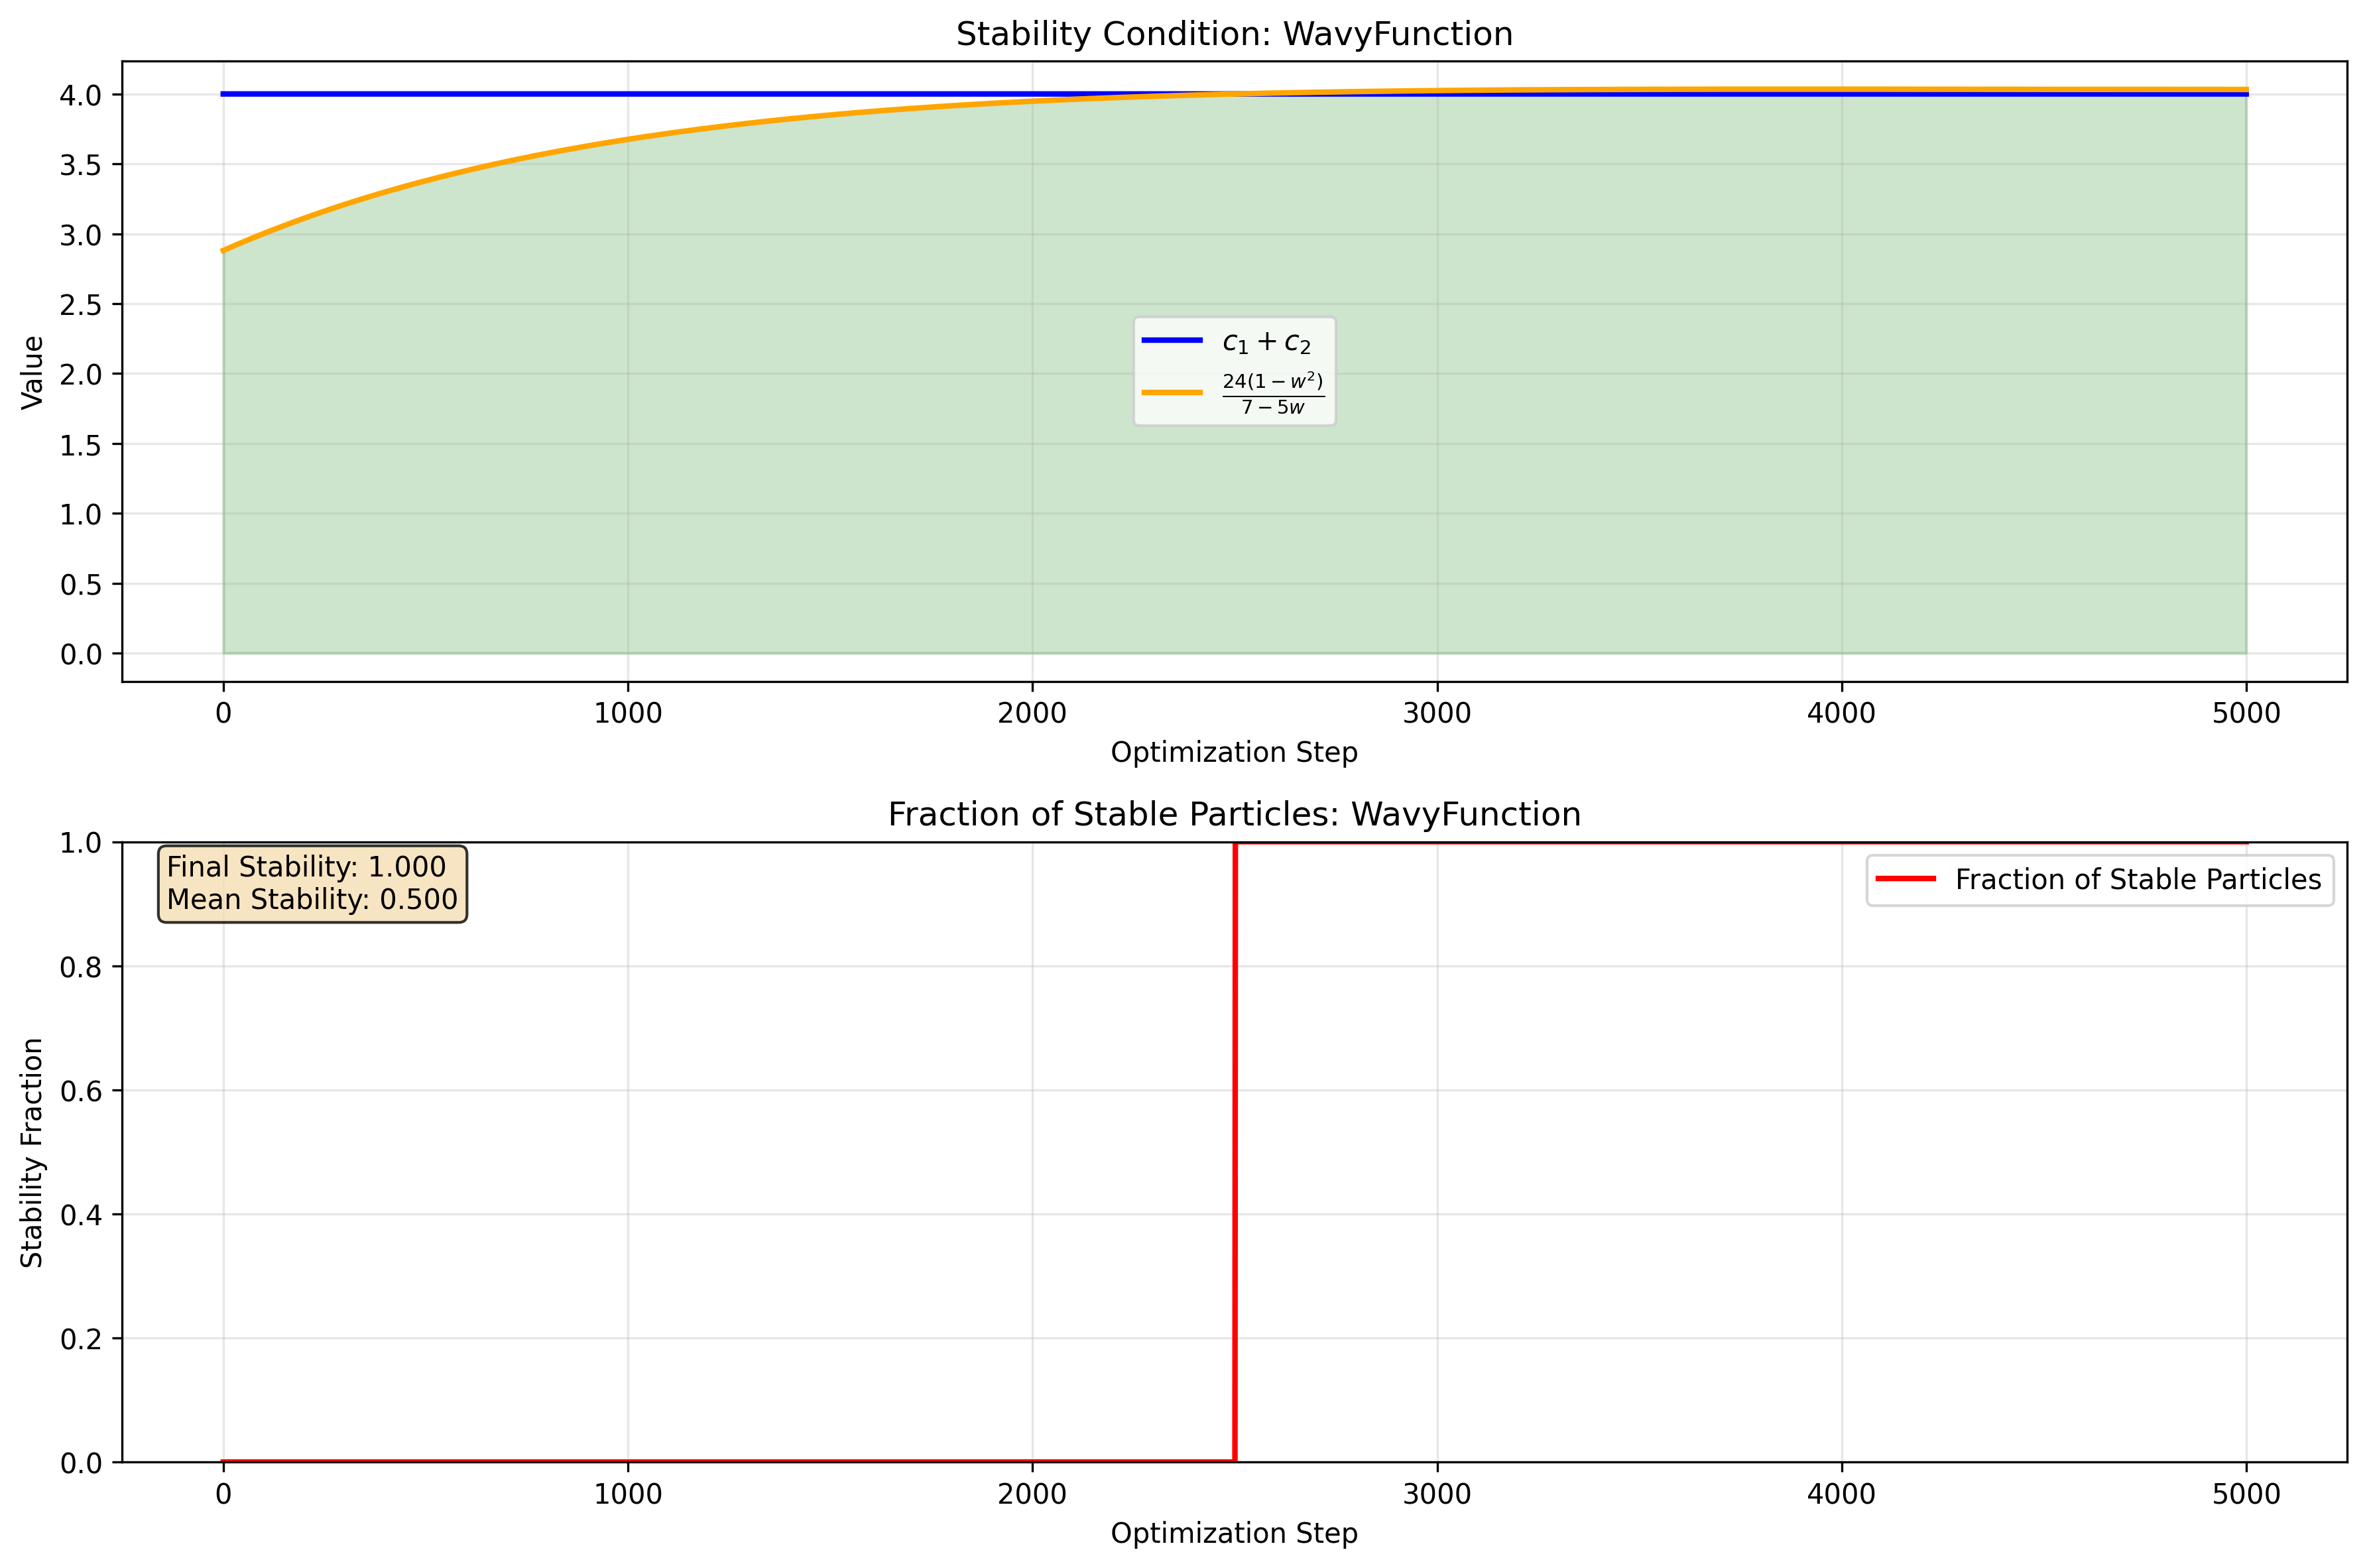 Stability Condition: WavyFunction
Value
4.0
3.5
3.0
2.5
2.0
1.5
1.0
0.5
0.0
c₁ + c₂
24(1 − w²)
7 − 5w
0 1000 2000 3000 4000 5000
Optimization Step
Fraction of Stable Particles: WavyFunction
Stability Fraction
1.0
0.8
0.6
0.4
0.2
0.0
Final Stability: 1.000
Mean Stability: 0.500
Fraction of Stable Particles
0 1000 2000 3000 4000 5000
Optimization Step